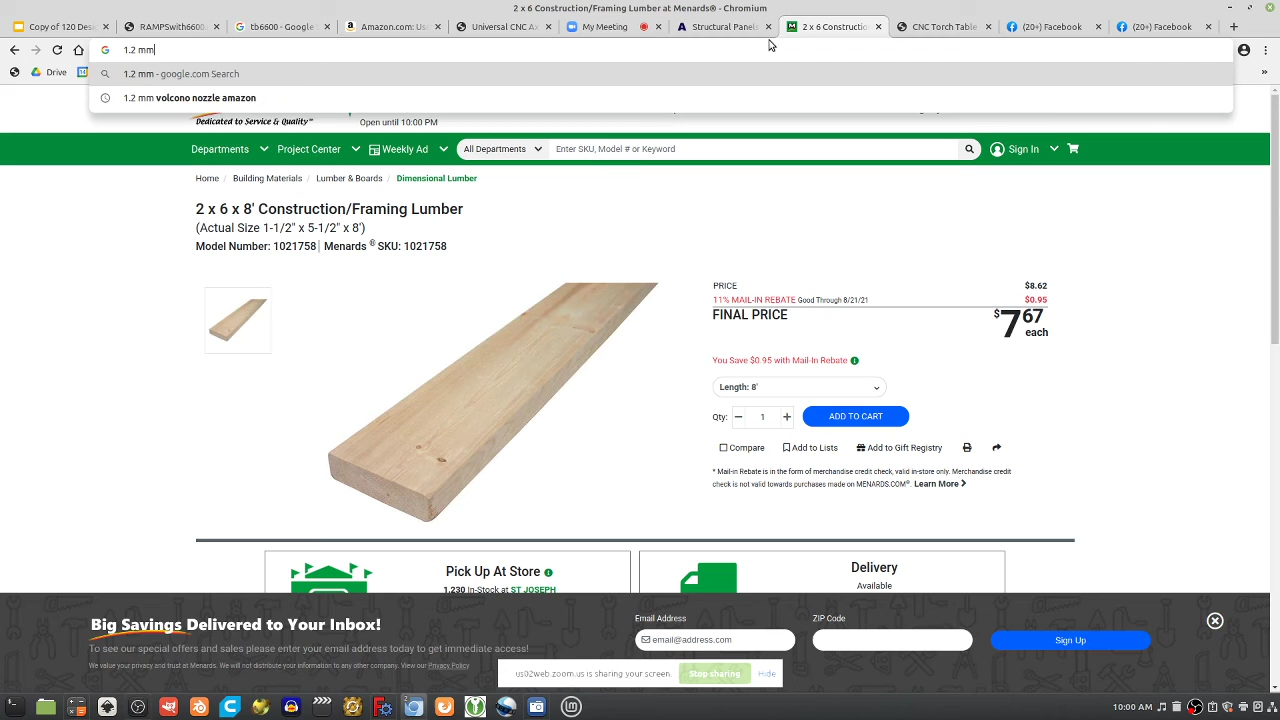 2 x 6 Construction/Framing Lumber at Menards® - Chromium
Copy of 200 Desig
RAMPSwith6600
tb6600 - Google
Amazon.com: Us
Universal CNC Ax
My Meeting
Structural Panels
2 x 6 Constructio
CNC Torch Table
(20+) Facebook
(20+) Facebook
1.2 mm
Drive
1.2 mm - google.com Search
1.2 mm volcono nozzle amazon
Dedicated to Service & Quality™
Open until 10:00 PM
Departments
Project Center
Weekly Ad
All Departments
Enter SKU, Model # or Keyword
Sign In
Home / Building Materials / Lumber & Boards / Dimensional Lumber
2 x 6 x 8' Construction/Framing Lumber
(Actual Size 1-1/2" x 5-1/2" x 8')
Model Number: 1021758 | Menards ® SKU: 1021758
PRICE $8.62
11% MAIL-IN REBATE Good Through 8/21/21 $0.95
FINAL PRICE $7 67 each
You Save $0.95 with Mail-In Rebate
Length: 8'
Qty: 1
ADD TO CART
Compare
Add to Lists
Add to Gift Registry
* Mail-in Rebate is in the form of merchandise credit check, valid in-store only. Merchandise credit
check is not valid towards purchases made on MENARDS.COM®. Learn More
Pick Up At Store
1,230 In-Stock at ST JOSEPH
Delivery
Available
Big Savings Delivered to Your Inbox!
To see our special offers and sales please enter your email address today to get immediate access!
We value your privacy and trust at Menards. We will not distribute your information to any other company. View our Privacy Policy
Email Address
email@address.com
ZIP Code
Sign Up
us02web.zoom.us is sharing your screen.
Stop sharing
Hide
10:00 AM